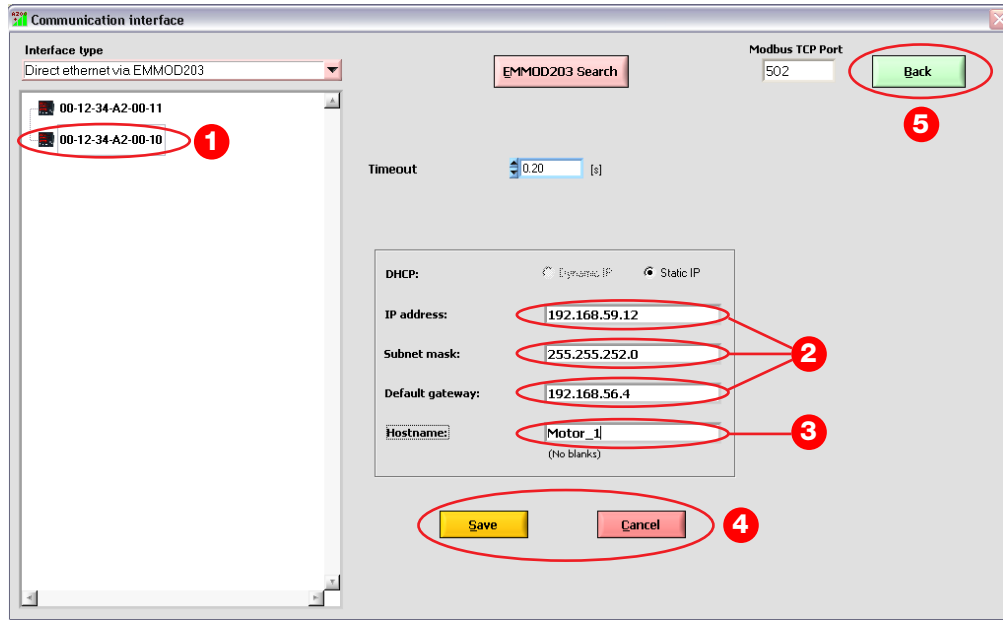 A200 Communication interface
Interface type
Direct ethernet via EMMOD203
EMMOD203 Search
Modbus TCP Port
502
Back
5
00-12-34-A2-00-11
00-12-34-A2-00-10
1
Timeout
0.20
[s]
DHCP:
Dynamic IP
Static IP
IP address:
192.168.59.12
Subnet mask:
255.255.252.0
2
Default gateway:
192.168.56.4
Hostname:
Motor_1
3
(No blanks)
Save
Cancel
4